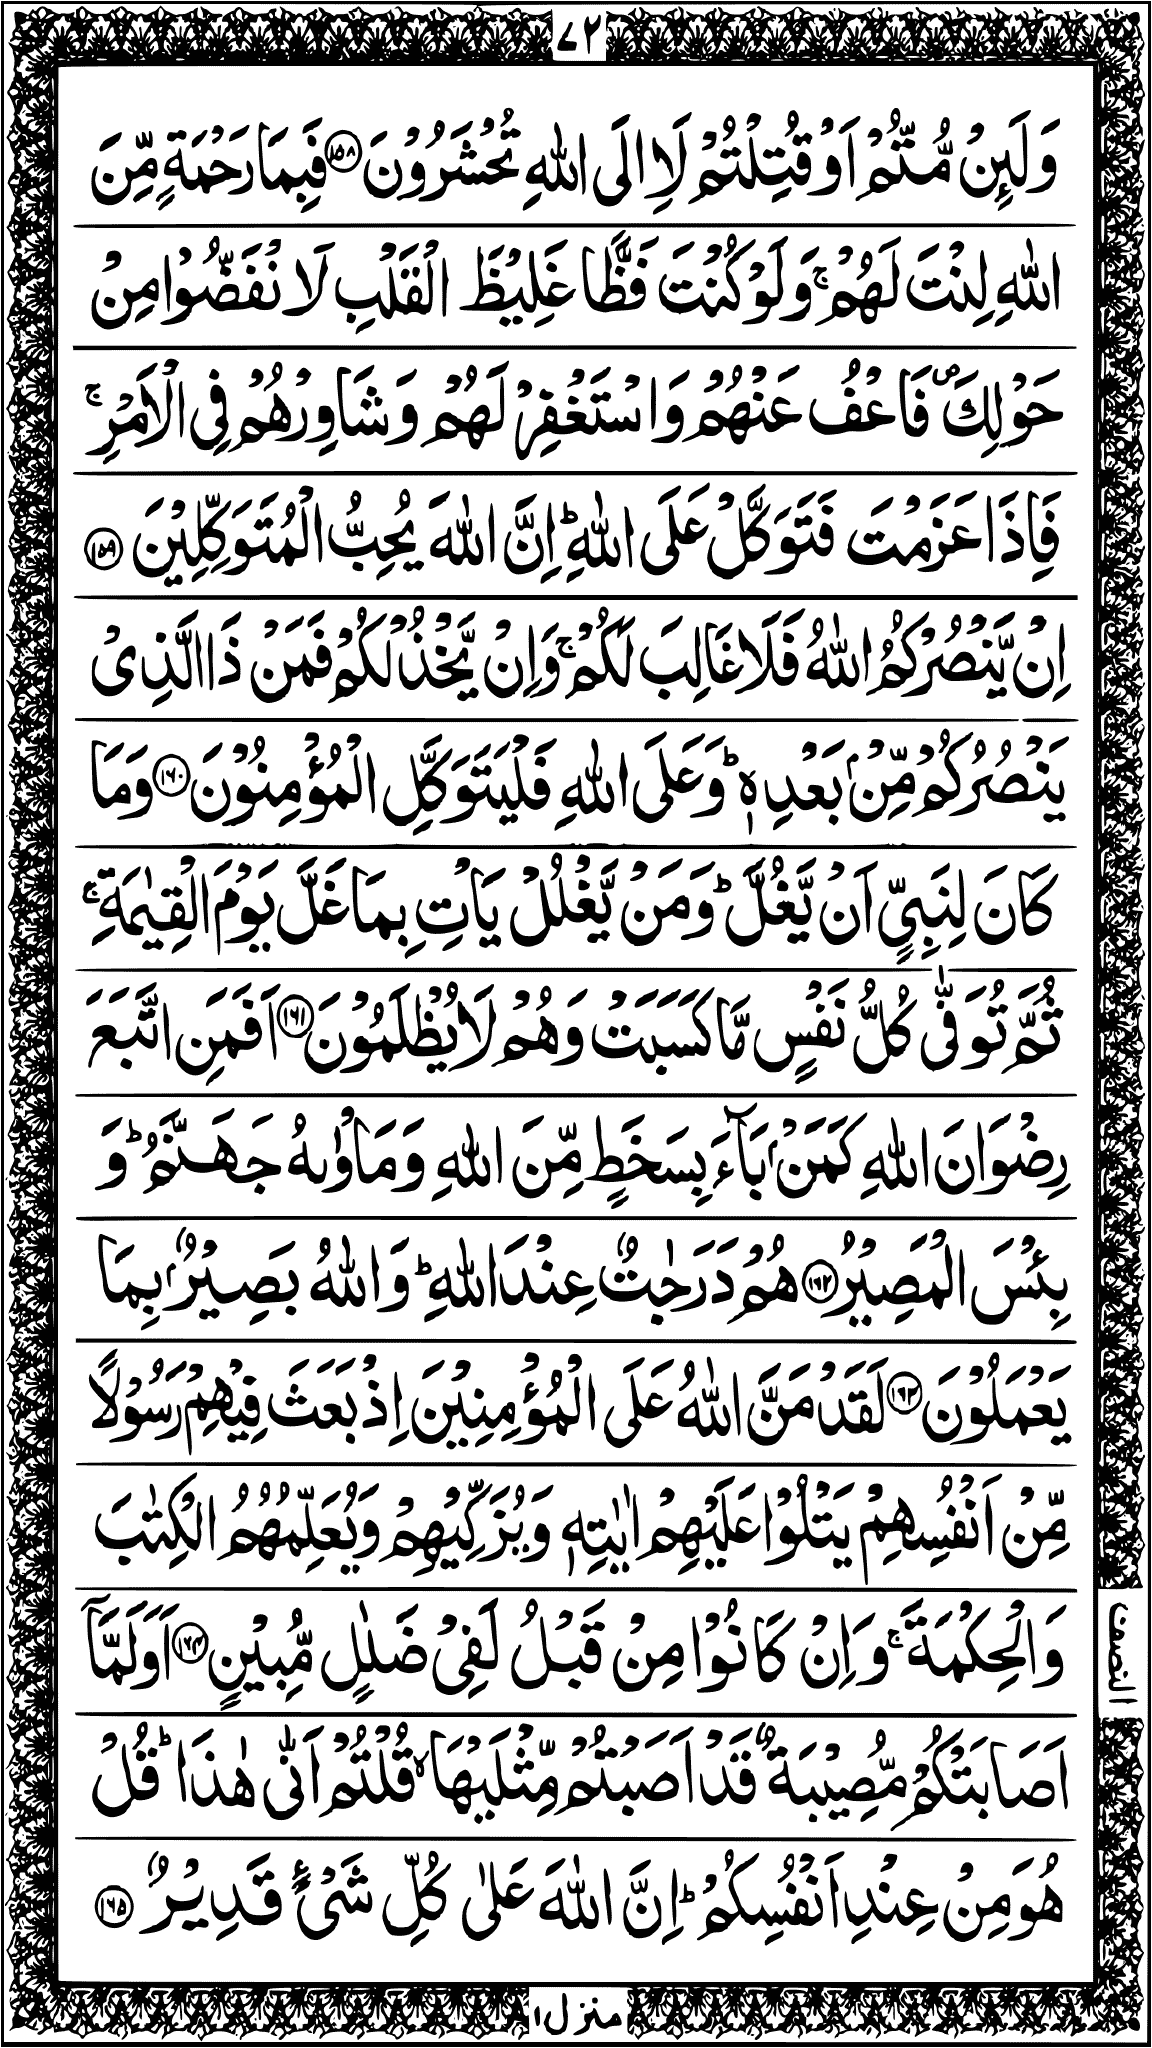 ٧٢
وَلَىِٕنْ مُّتُّمْ اَوْ قُتِلْتُمْ لَا۟اِلَى اللّٰهِ تُحْشَرُوْنَ ﴿۱۵۸﴾ فَبِمَا رَحْمَةٍ مِّنَ
اللّٰهِ لِنْتَ لَهُمْ ۚ وَلَوْ كُنْتَ فَظًّا غَلِيْظَ الْقَلْبِ لَا نْفَضُّوْا مِنْ
حَوْلِكَ ۪ فَاعْفُ عَنْهُمْ وَاسْتَغْفِرْ لَهُمْ وَشَاوِرْهُمْ فِى الْاَمْرِ ۚ
فَاِذَا عَزَمْتَ فَتَوَكَّلْ عَلَى اللّٰهِ ؕ اِنَّ اللّٰهَ يُحِبُّ الْمُتَوَكِّلِيْنَ ﴿۱۵۹﴾
اِنْ يَّنْصُرْكُمُ اللّٰهُ فَلَا غَالِبَ لَكُمْ ۚ وَاِنْ يَّخْذُلْكُمْ فَمَنْ ذَا الَّذِىْ
يَنْصُرُكُمْ مِّنْۢ بَعْدِهٖ ؕ وَعَلَى اللّٰهِ فَلْيَتَوَكَّلِ الْمُؤْمِنُوْنَ ﴿۱۶۰﴾ وَمَا
كَانَ لِنَبِىٍّ اَنْ يَّغُلَّ ؕ وَمَنْ يَّغْلُلْ يَاْتِ بِمَا غَلَّ يَوْمَ الْقِيٰمَةِ ۚ
ثُمَّ تُوَفّٰى كُلُّ نَفْسٍ مَّا كَسَبَتْ وَهُمْ لَا يُظْلَمُوْنَ ﴿۱۶۱﴾ اَفَمَنِ اتَّبَعَ
رِضْوَانَ اللّٰهِ كَمَنْۢ بَآءَ بِسَخَطٍ مِّنَ اللّٰهِ وَمَاْوٰىهُ جَهَنَّمُ ؕ وَ
بِئْسَ الْمَصِيْرُ ﴿۱۶۲﴾ هُمْ دَرَجٰتٌ عِنْدَ اللّٰهِ ؕ وَاللّٰهُ بَصِيْرٌۢ بِمَا
يَعْمَلُوْنَ ﴿۱۶۳﴾ لَقَدْ مَنَّ اللّٰهُ عَلَى الْمُؤْمِنِيْنَ اِذْ بَعَثَ فِيْهِمْ رَسُوْلًا
مِّنْ اَنْفُسِهِمْ يَتْلُوْا عَلَيْهِمْ اٰيٰتِهٖ وَيُزَكِّيْهِمْ وَيُعَلِّمُهُمُ الْكِتٰبَ
وَالْحِكْمَةَ ۚ وَاِنْ كَانُوْا مِنْ قَبْلُ لَفِىْ ضَلٰلٍ مُّبِيْنٍ ﴿۱۶۴﴾ اَوَلَمَّاۤ
اَصَابَتْكُمْ مُّصِيْبَةٌ قَدْ اَصَبْتُمْ مِّثْلَيْهَا ۙ قُلْتُمْ اَنّٰى هٰذَا ؕ قُلْ
هُوَ مِنْ عِنْدِ اَنْفُسِكُمْ ؕ اِنَّ اللّٰهَ عَلٰى كُلِّ شَىْءٍ قَدِيْرٌ ﴿۱۶۵﴾
النصف
منزل ۱